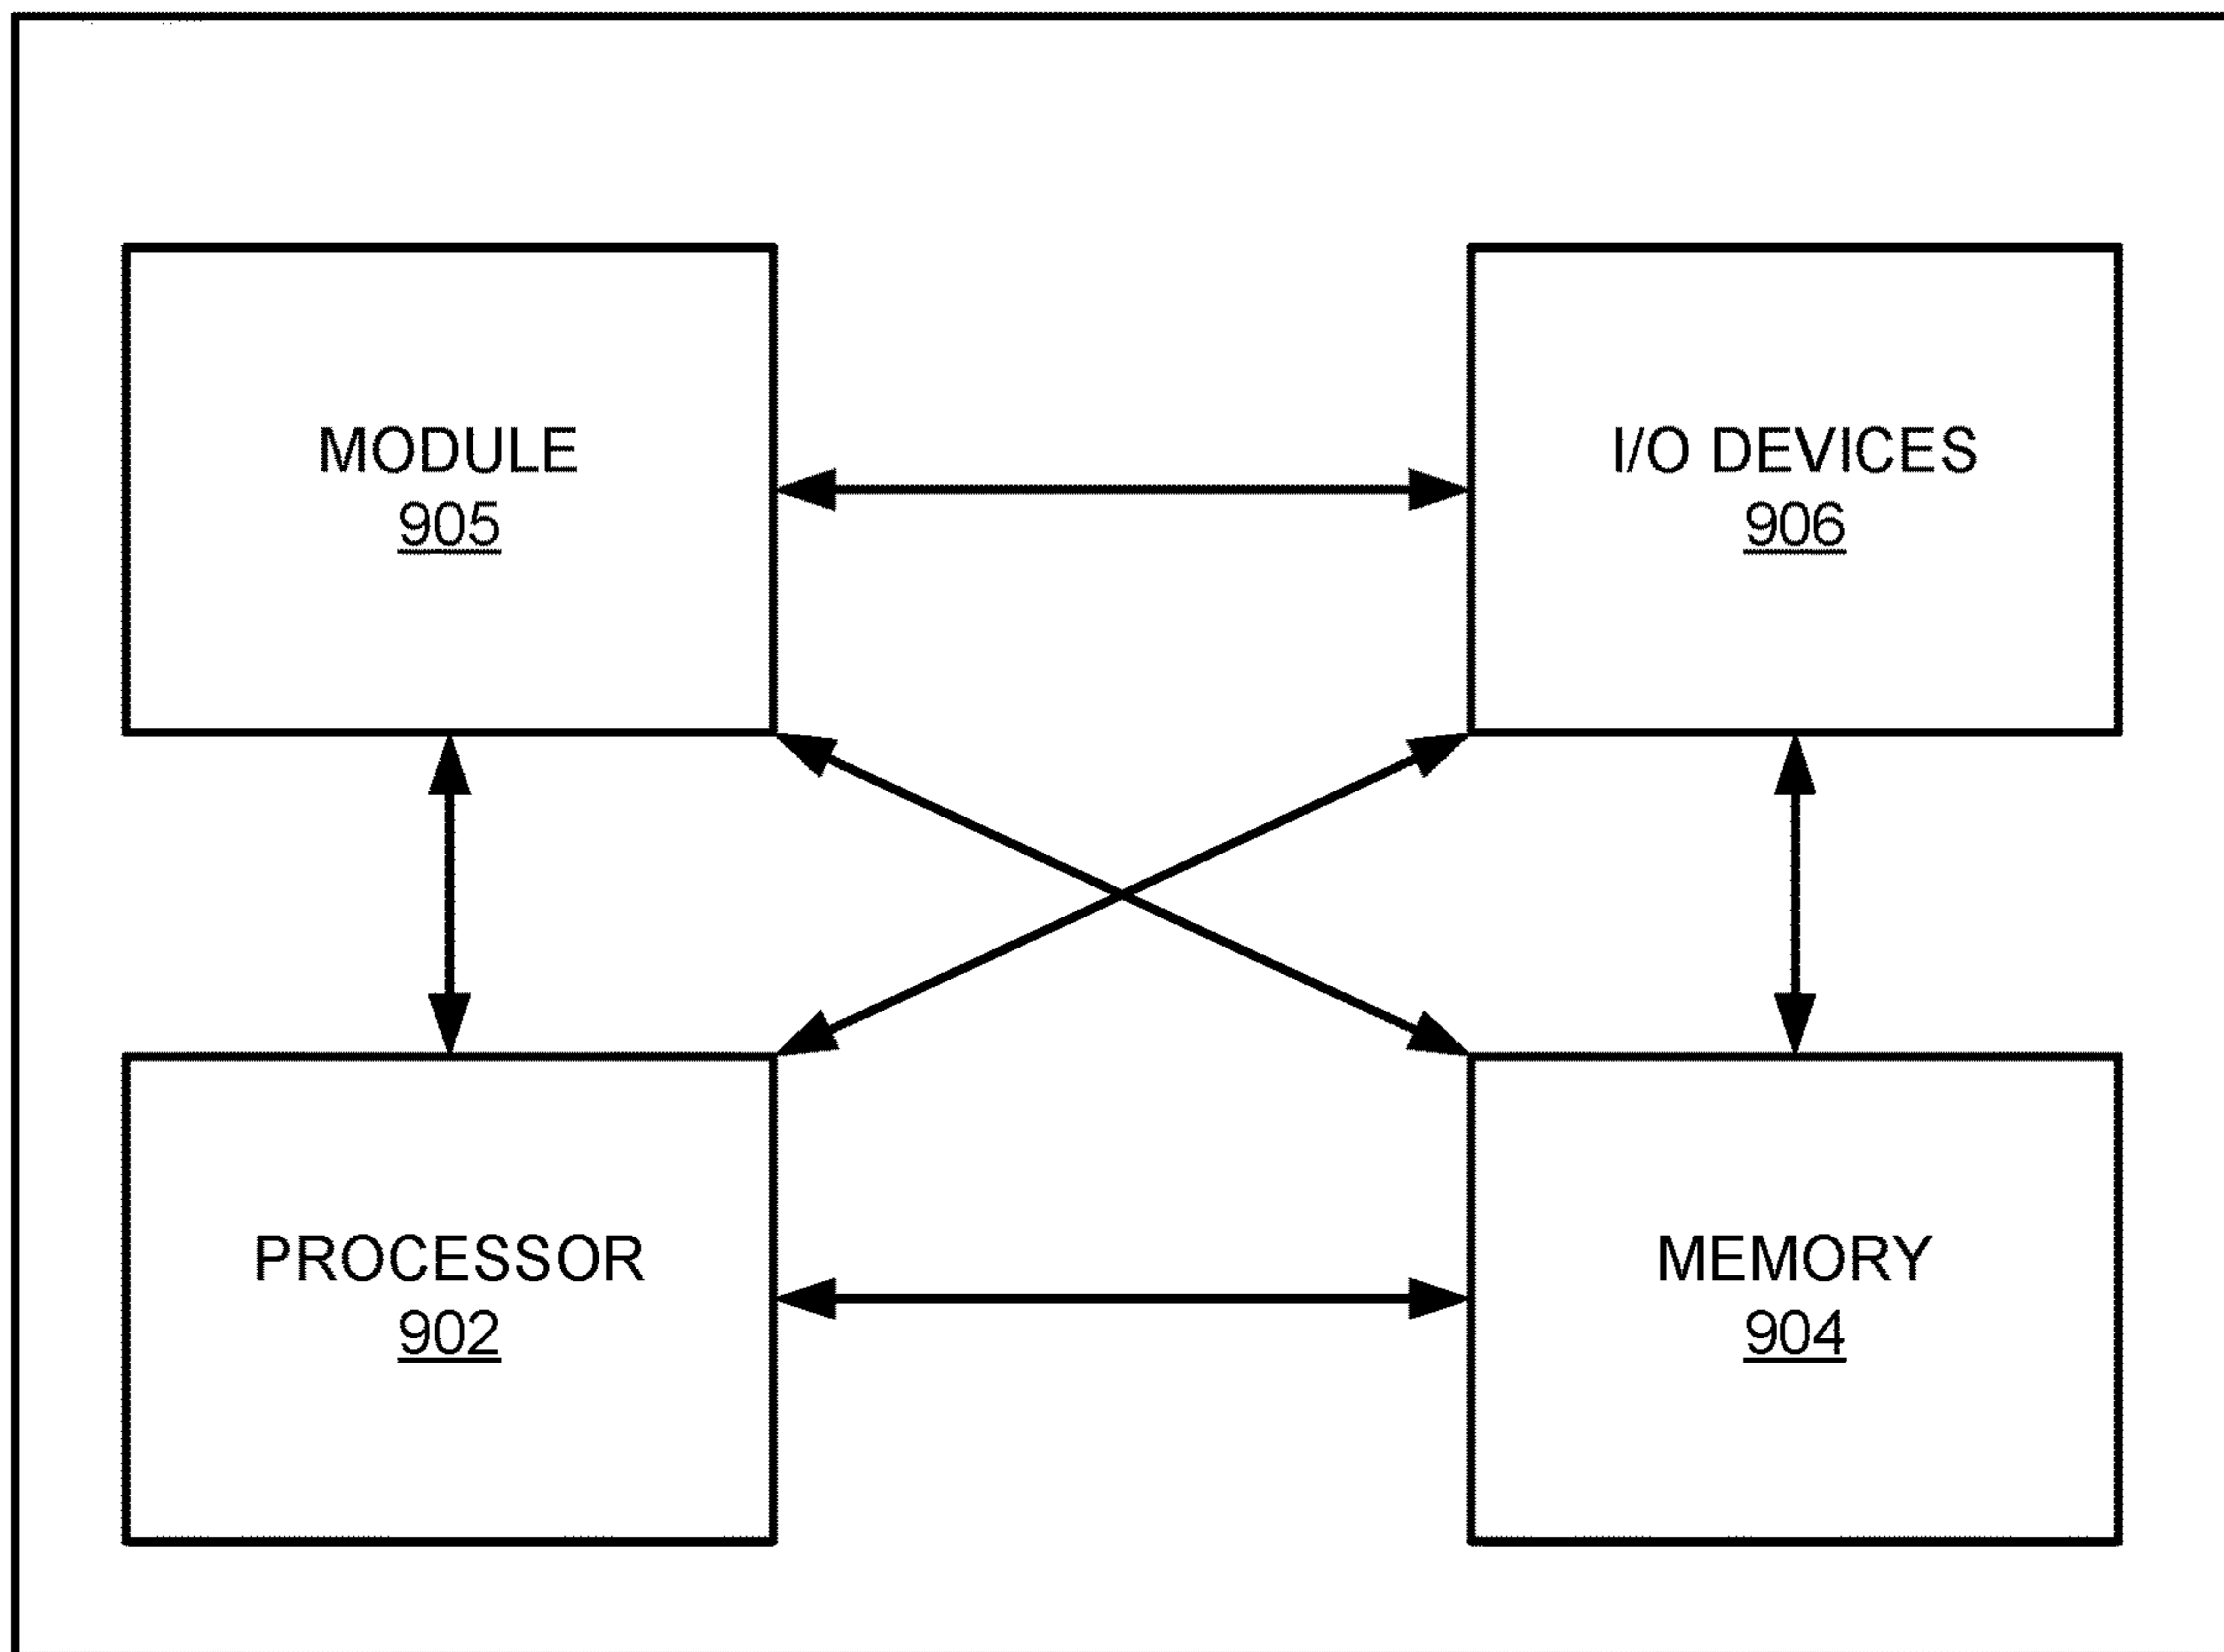 MODULE
905
I/O DEVICES
906
PROCESSOR
902
MEMORY
904